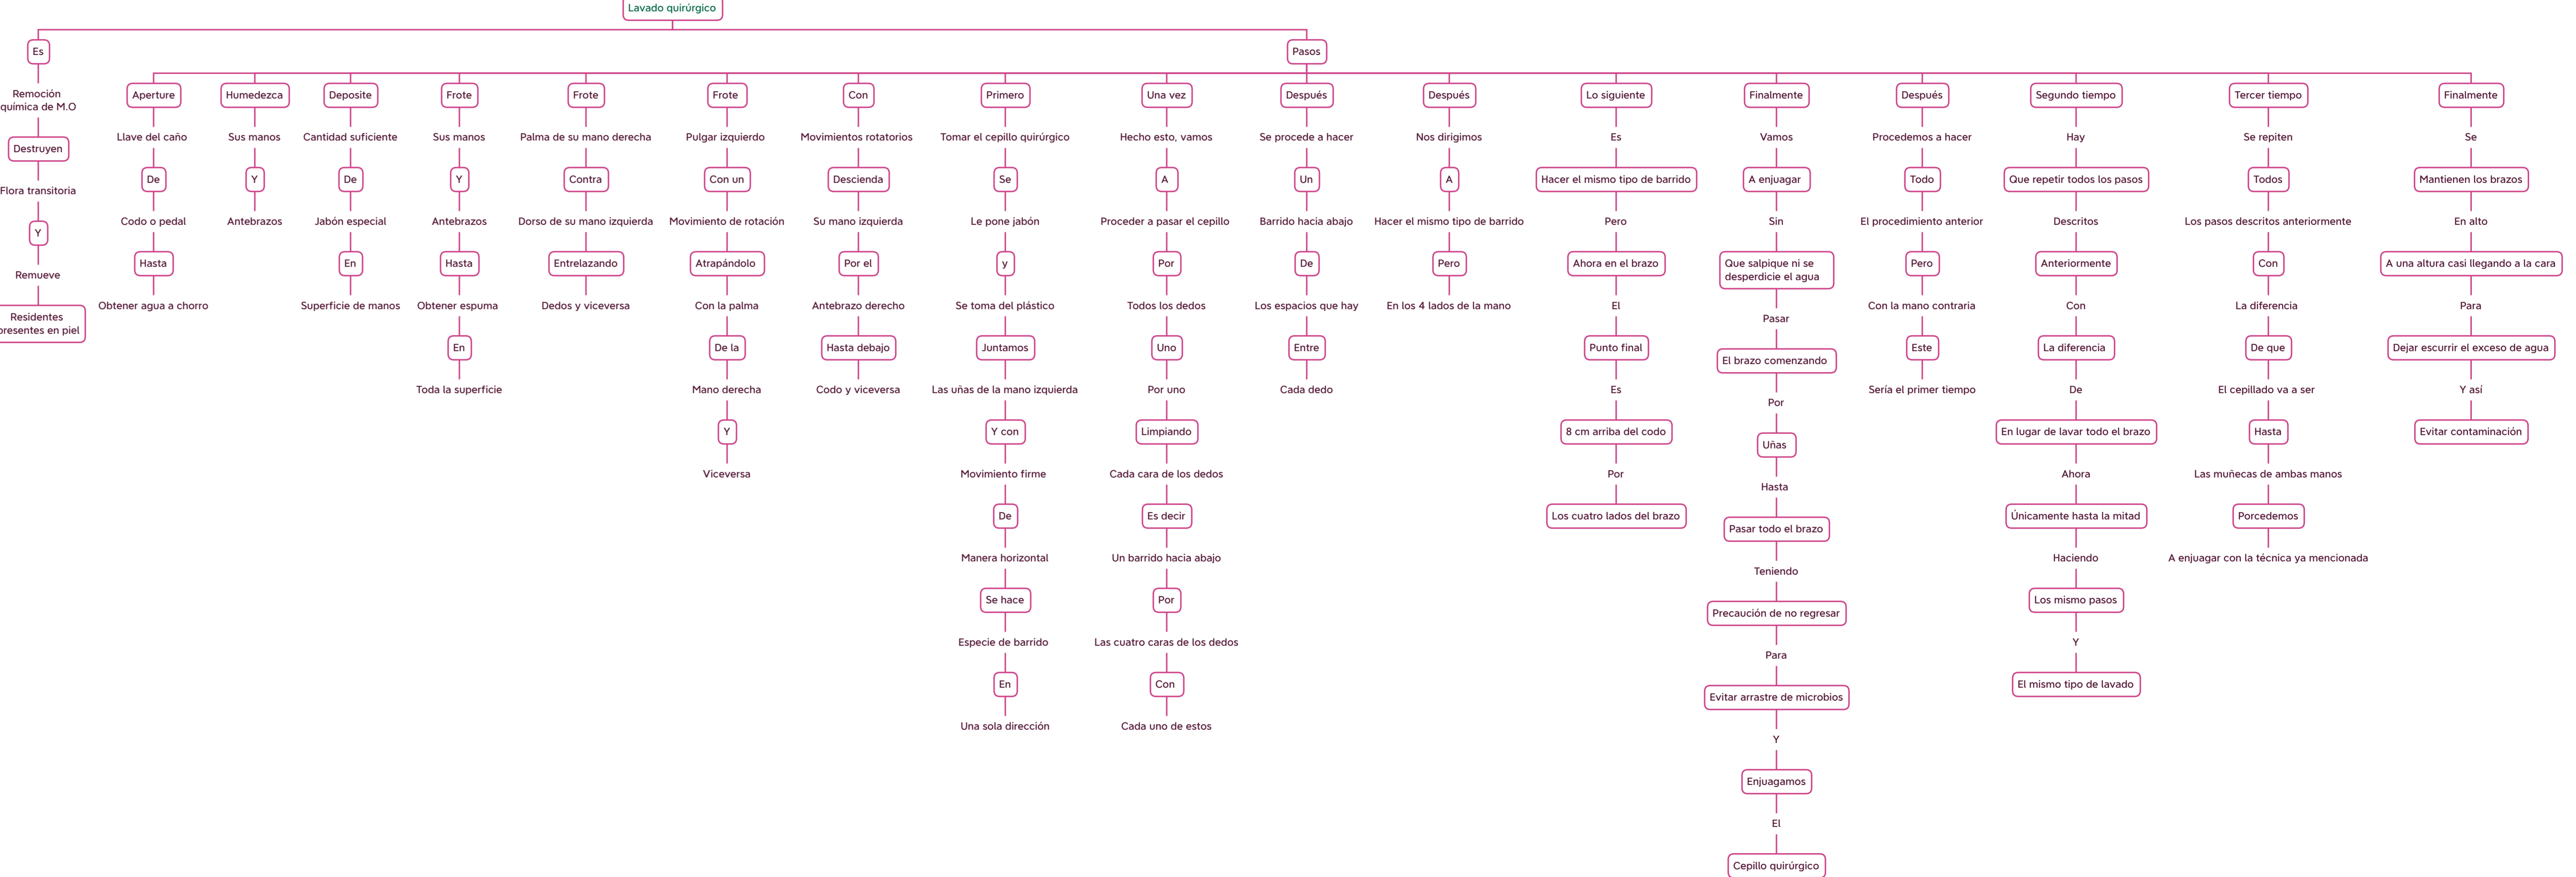 Lavado quirúrgico
Es
Remoción
química de M.O
Destruyen
Flora transitoria
Y
Remueve
Residentes
presentes en piel
Pasos
Aperture
Llave del caño
De
Codo o pedal
Hasta
Obtener agua a chorro
Humedezca
Sus manos
Y
Antebrazos
Deposite
Cantidad suficiente
De
Jabón especial
En
Superficie de manos
Frote
Sus manos
Y
Antebrazos
Hasta
Obtener espuma
En
Toda la superficie
Frote
Palma de su mano derecha
Contra
Dorso de su mano izquierda
Entrelazando
Dedos y viceversa
Frote
Pulgar izquierdo
Con un
Movimiento de rotación
Atrapándolo
Con la palma
De la
Mano derecha
Y
Viceversa
Con
Movimientos rotatorios
Descienda
Su mano izquierda
Por el
Antebrazo derecho
Hasta debajo
Codo y viceversa
Primero
Tomar el cepillo quirúrgico
Se
Le pone jabón
y
Se toma del plástico
Juntamos
Las uñas de la mano izquierda
Y con
Movimiento firme
De
Manera horizontal
Se hace
Especie de barrido
En
Una sola dirección
Una vez
Hecho esto, vamos
A
Proceder a pasar el cepillo
Por
Todos los dedos
Uno
Por uno
Limpiando
Cada cara de los dedos
Es decir
Un barrido hacia abajo
Por
Las cuatro caras de los dedos
Con
Cada uno de estos
Después
Se procede a hacer
Un
Barrido hacia abajo
De
Los espacios que hay
Entre
Cada dedo
Después
Nos dirigimos
A
Hacer el mismo tipo de barrido
Pero
En los 4 lados de la mano
Lo siguiente
Es
Hacer el mismo tipo de barrido
Pero
Ahora en el brazo
El
Punto final
Es
8 cm arriba del codo
Por
Los cuatro lados del brazo
Finalmente
Vamos
A enjuagar
Sin
Que salpique ni se
desperdicie el agua
Pasar
El brazo comenzando
Por
Uñas
Hasta
Pasar todo el brazo
Teniendo
Precaución de no regresar
Para
Evitar arrastre de microbios
Y
Enjuagamos
El
Cepillo quirúrgico
Después
Procedemos a hacer
Todo
El procedimiento anterior
Pero
Con la mano contraria
Este
Sería el primer tiempo
Segundo tiempo
Hay
Que repetir todos los pasos
Descritos
Anteriormente
Con
La diferencia
De
En lugar de lavar todo el brazo
Ahora
Únicamente hasta la mitad
Haciendo
Los mismo pasos
Y
El mismo tipo de lavado
Tercer tiempo
Se repiten
Todos
Los pasos descritos anteriormente
Con
La diferencia
De que
El cepillado va a ser
Hasta
Las muñecas de ambas manos
Porcedemos
A enjuagar con la técnica ya mencionada
Finalmente
Se
Mantienen los brazos
En alto
A una altura casi llegando a la cara
Para
Dejar escurrir el exceso de agua
Y así
Evitar contaminación